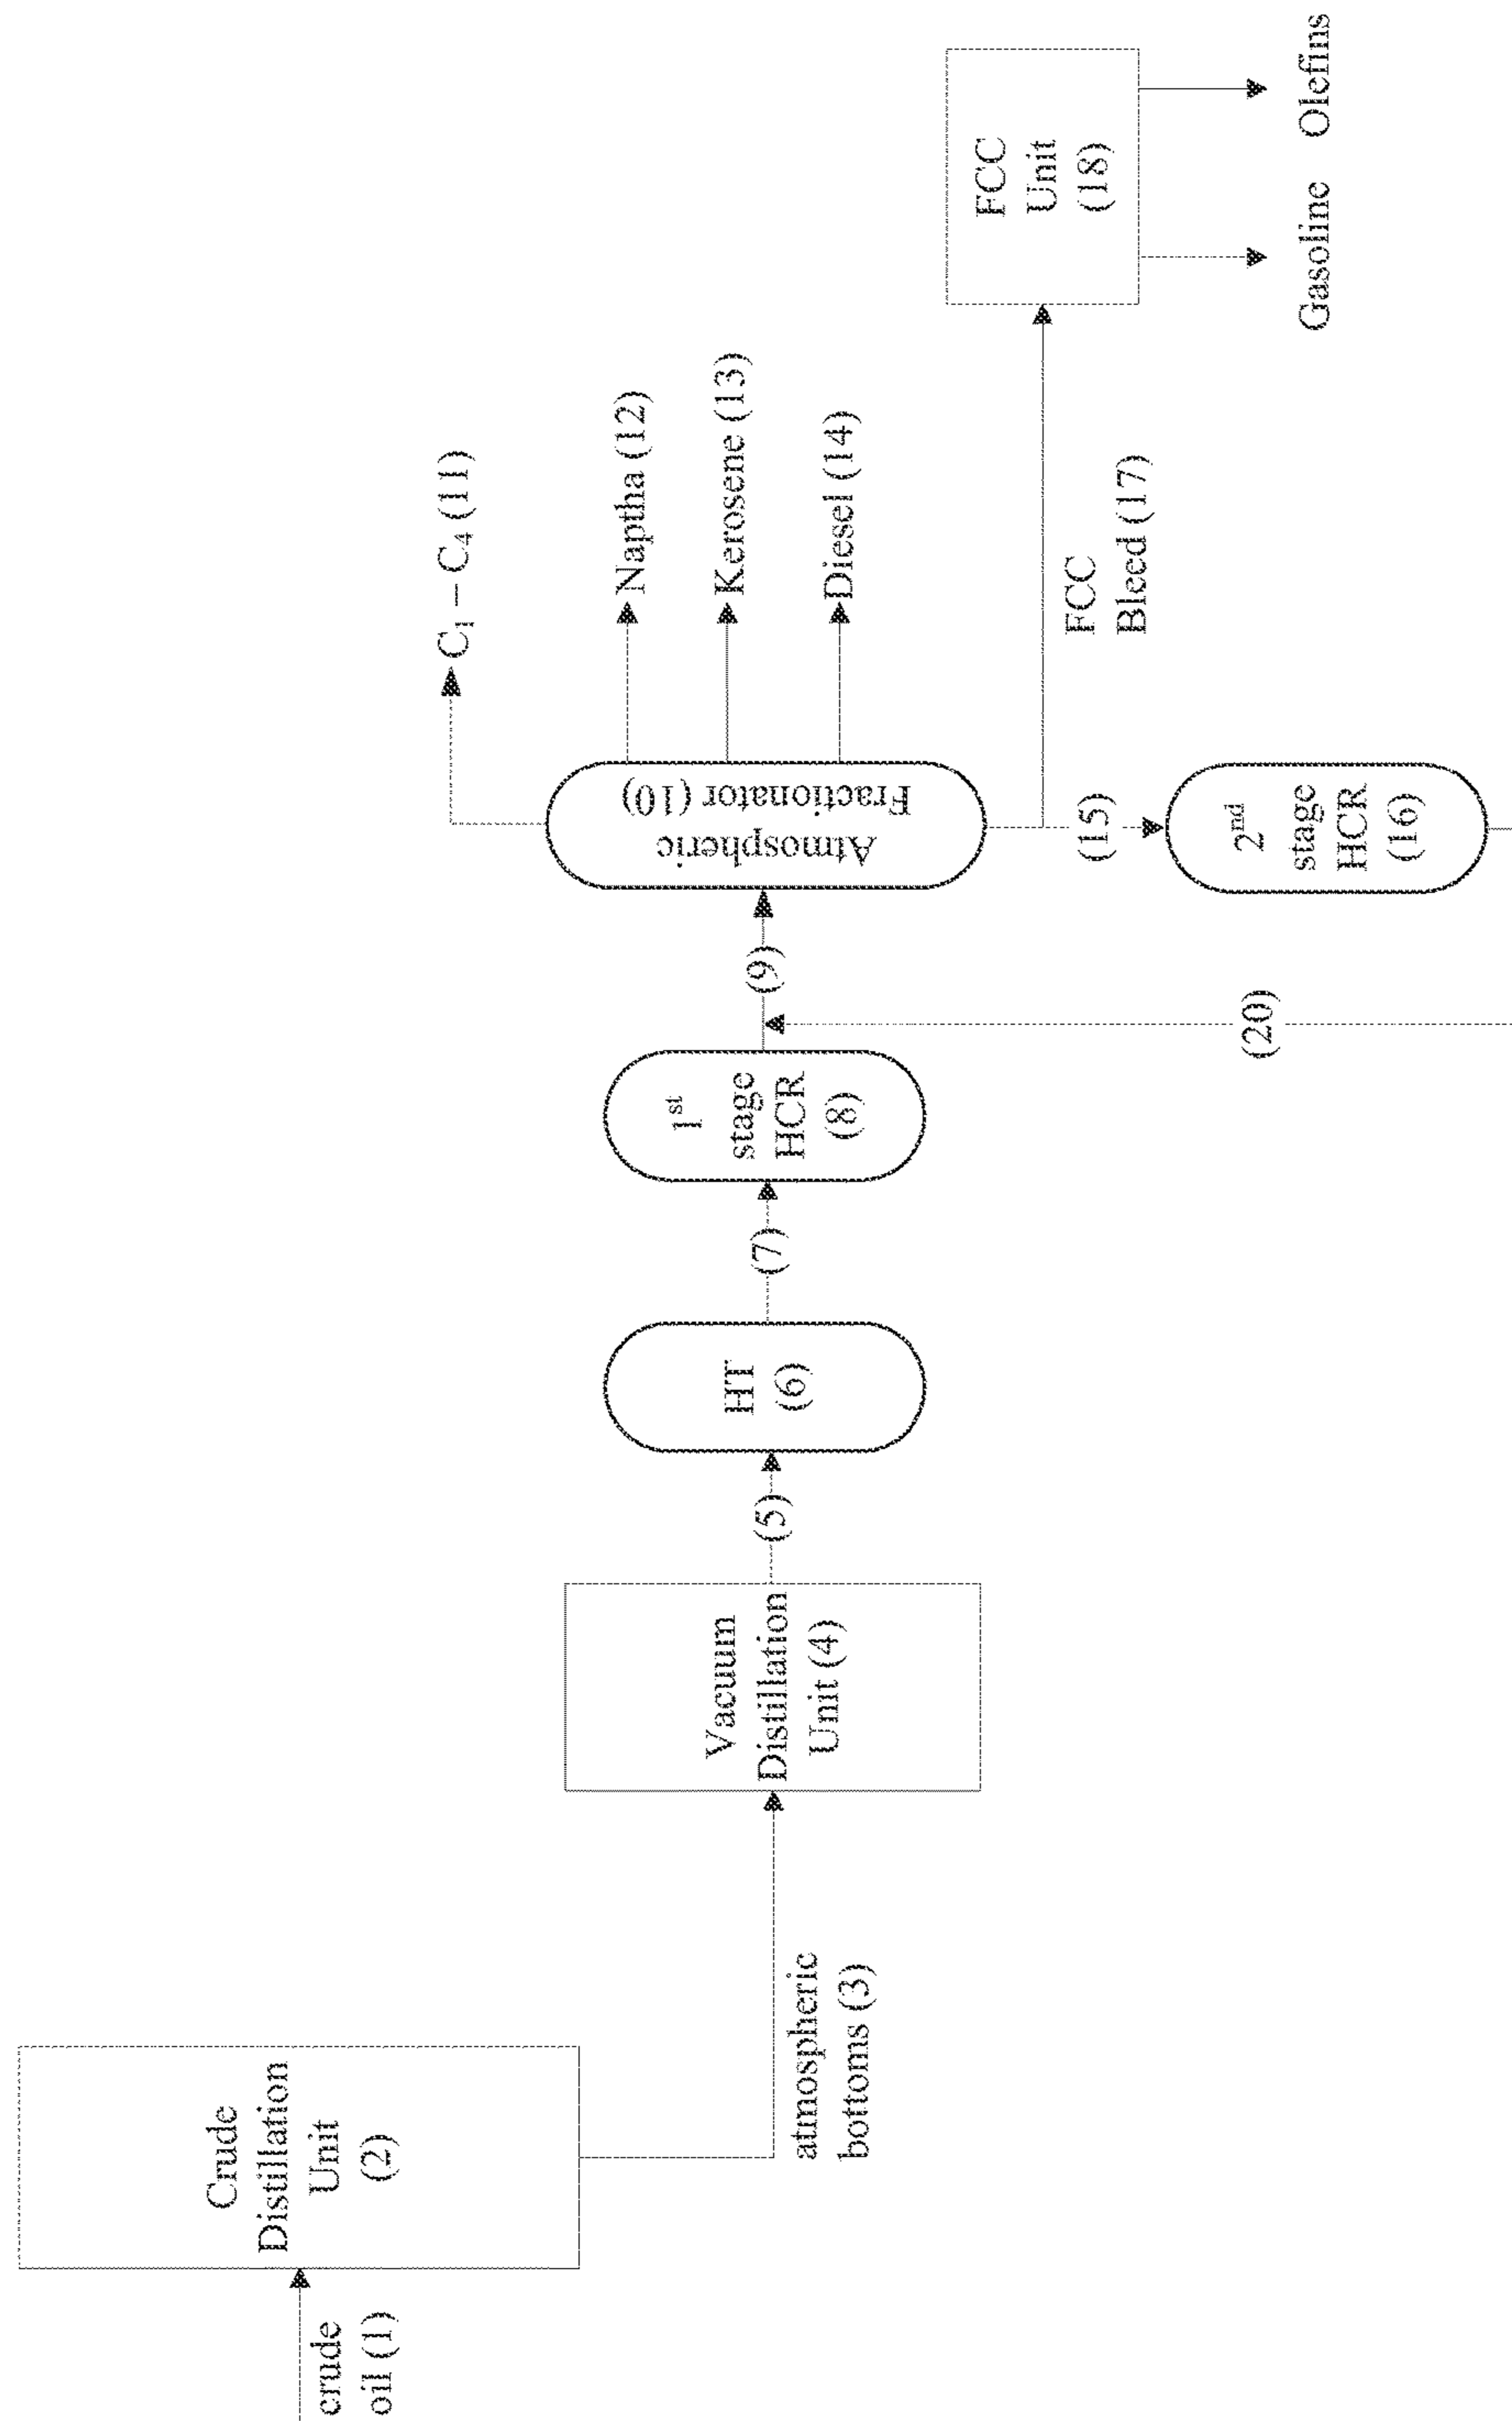 crude
oil (1)
Crude
Distillation
Unit
(2)
atmospheric
bottoms (3)
Vacuum
Distillation
Unit (4)
(5)
HT
(6)
(7)
1st
stage
HCR
(8)
(9)
Atmospheric
Fractionator (10)
C1 – C4 (11)
Naptha (12)
Kerosene (13)
Diesel (14)
(15)
2nd
stage
HCR
(16)
FCC
Bleed (17)
FCC
Unit
(18)
Gasoline Olefins
(20)